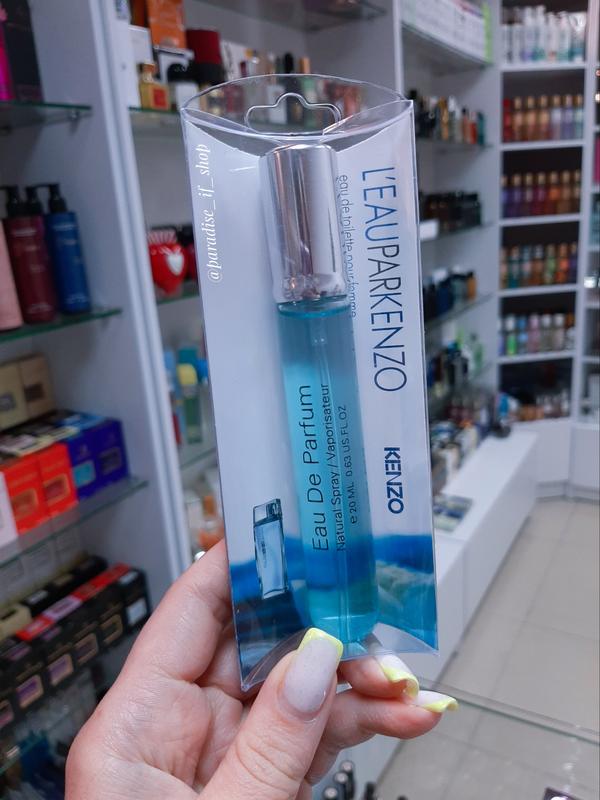 @paradise_if_shop
L'EAUPARKENZO
eau de toilette pour femme
KENZO
Eau De Parfum
Natural Spray / Vaporisateur
e 20 ML 0.63 US FL.OZ